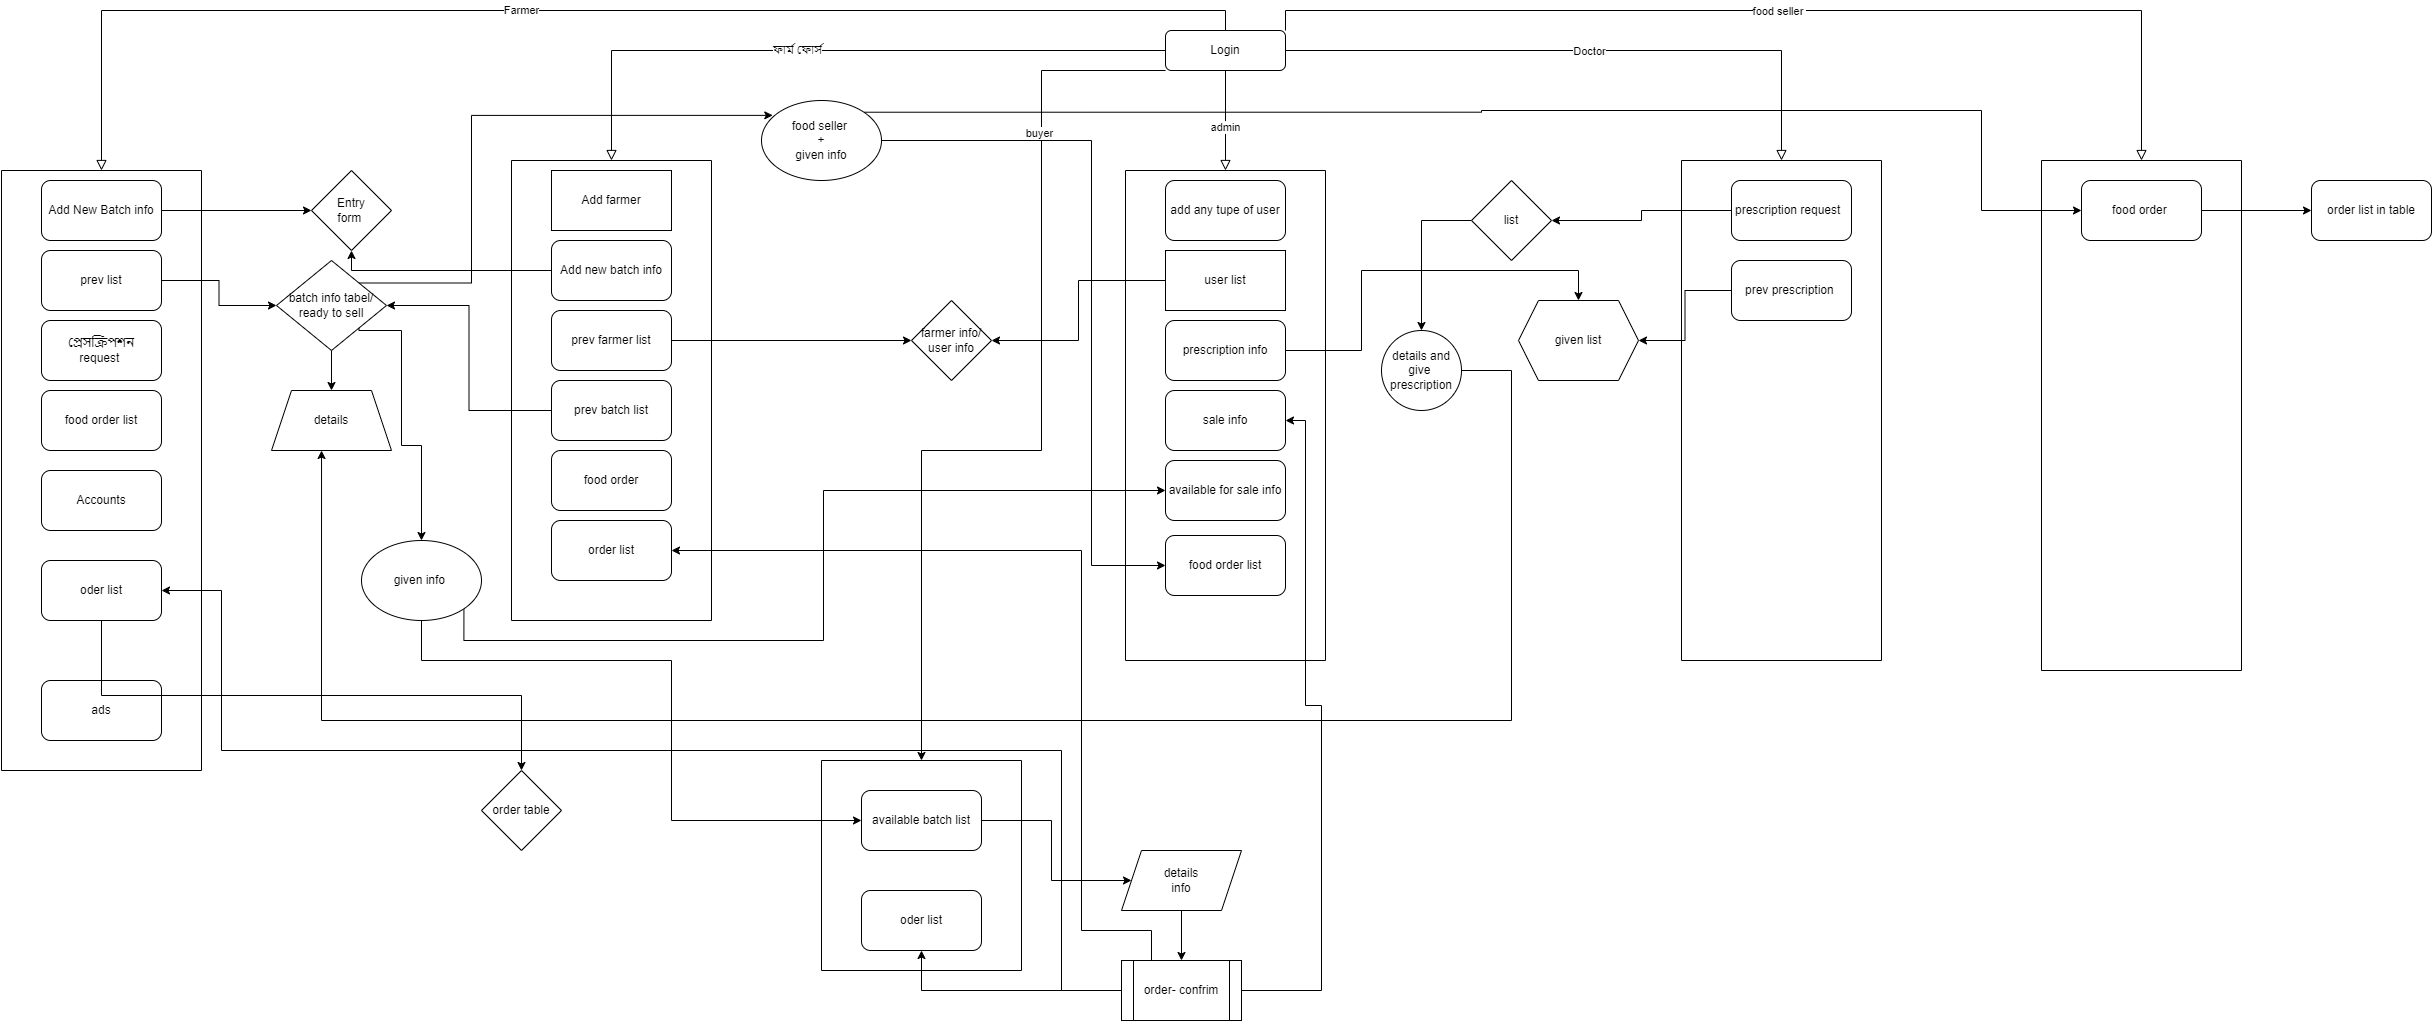 Farmer
food seller
ফার্ম ফোর্স
Login
Doctor
food seller
+
given info
buyer
admin
Add New Batch info
prev list
প্রেসক্রিপশন
request
food order list
Accounts
oder list
ads
Entry
form
batch info tabel/
ready to sell
details
given info
order table
Add farmer
Add new batch info
prev farmer list
prev batch list
food order
order list
farmer info/
user info
add any tupe of user
user list
prescription info
sale info
available for sale info
food order list
list
details and
give
prescription
given list
prescription request
prev prescription
food order
order list in table
available batch list
oder list
details
info
order- confrim